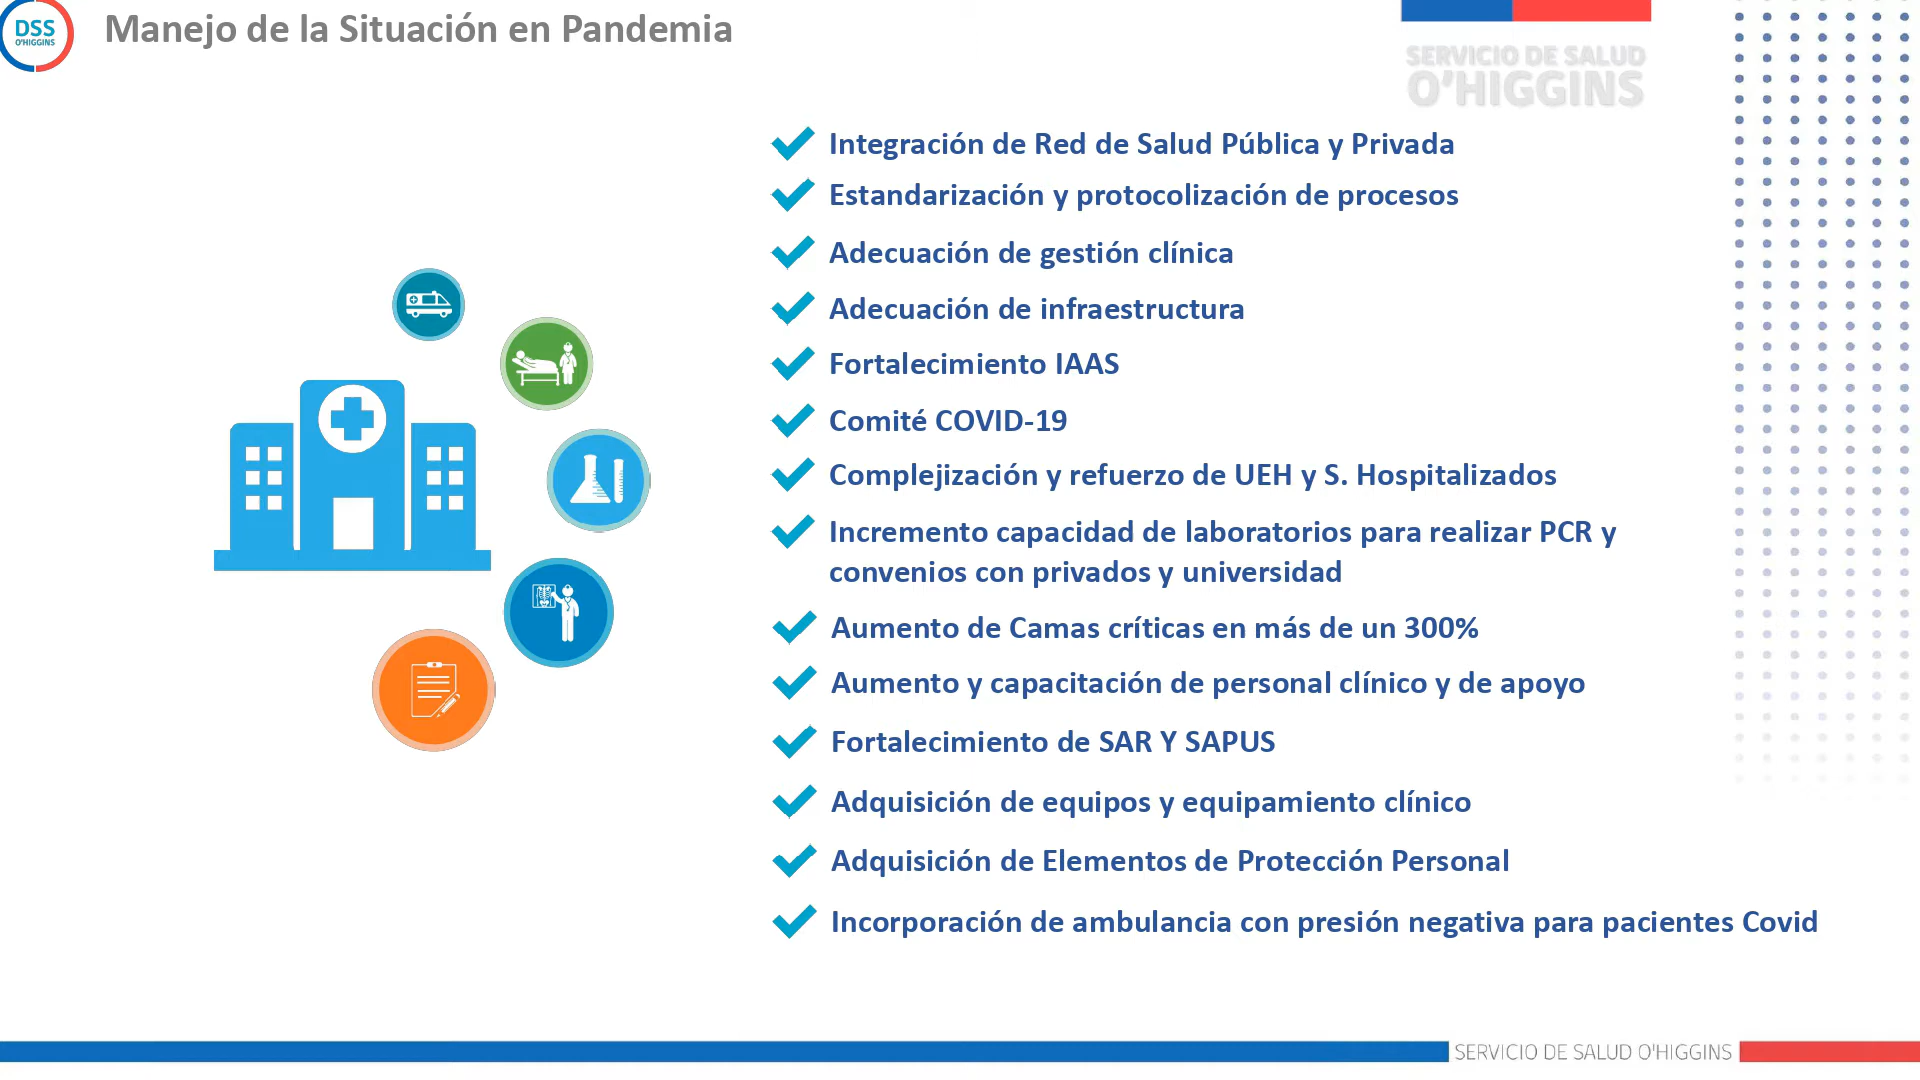 DSS
O'HIGGINS
Manejo de la Situación en Pandemia
SERVICIO DE SALUD
O'HIGGINS
Integración de Red de Salud Pública y Privada
Estandarización y protocolización de procesos
Adecuación de gestión clínica
Adecuación de infraestructura
Fortalecimiento IAAS
Comité COVID-19
Complejización y refuerzo de UEH y S. Hospitalizados
Incremento capacidad de laboratorios para realizar PCR y
convenios con privados y universidad
Aumento de Camas críticas en más de un 300%
Aumento y capacitación de personal clínico y de apoyo
Fortalecimiento de SAR Y SAPUS
Adquisición de equipos y equipamiento clínico
Adquisición de Elementos de Protección Personal
Incorporación de ambulancia con presión negativa para pacientes Covid
SERVICIO DE SALUD O'HIGGINS